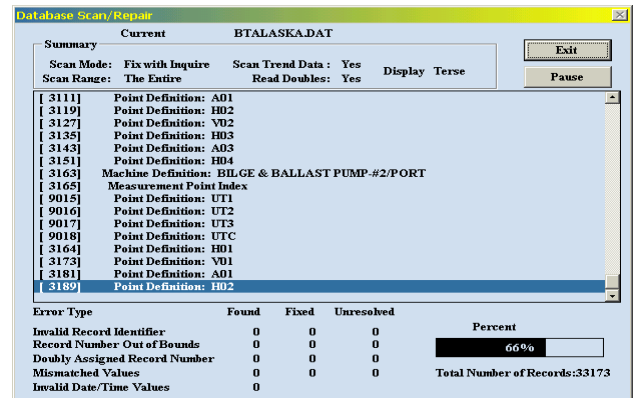 Database Scan/Repair
Current BTALASKA.DAT
Summary
Exit
Scan Mode: Fix with Inquire Scan Trend Data : Yes
Display Terse
Scan Range: The Entire Read Doubles: Yes
Pause
[ 3111] Point Definition: A01
[ 3119] Point Definition: H02
[ 3127] Point Definition: V02
[ 3135] Point Definition: H03
[ 3143] Point Definition: A03
[ 3151] Point Definition: H04
[ 3163] Machine Definition: BILGE & BALLAST PUMP-#2/PORT
[ 3165] Measurement Point Index
[ 9015] Point Definition: UT1
[ 9016] Point Definition: UT2
[ 9017] Point Definition: UT3
[ 9018] Point Definition: UTC
[ 3164] Point Definition: H01
[ 3173] Point Definition: V01
[ 3181] Point Definition: A01
[ 3189] Point Definition: H02
Error Type Found Fixed Unresolved
Invalid Record Identifier 0 0 0
Record Number Out of Bounds 0 0 0
Doubly Assigned Record Number 0 0 0
Mismatched Values 0 0 0
Invalid Date/Time Values 0
Percent
66%
Total Number of Records:33173